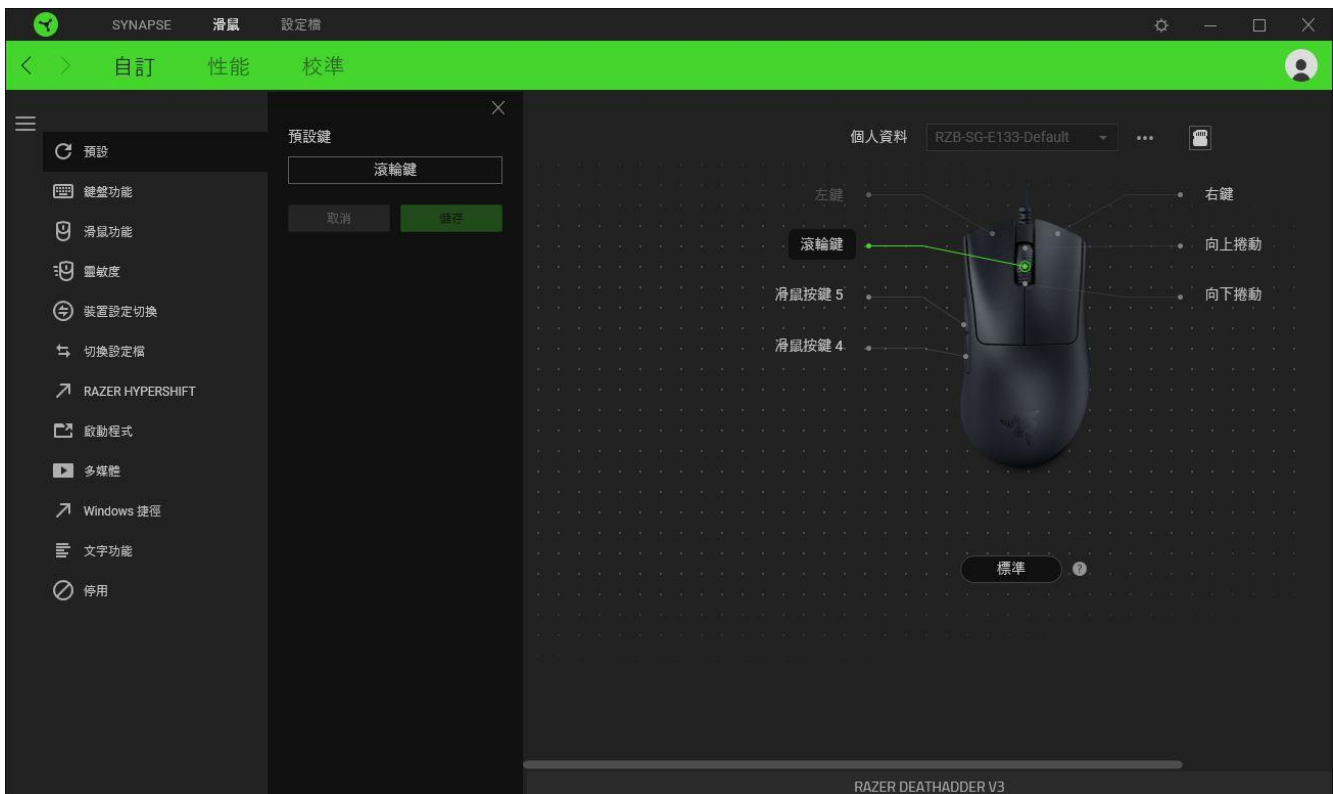 SYNAPSE 滑鼠 設定檔
自訂 性能 校準
預設
鍵盤功能
滑鼠功能
靈敏度
裝置設定切換
切換設定檔
RAZER HYPERSHIFT
啟動程式
多媒體
Windows 捷徑
文字功能
停用
預設鍵
滾輪鍵
取消 儲存
個人資料 RZB-SG-E133-Default
左鍵 右鍵
滾輪鍵 向上捲動
滑鼠按鍵 5 向下捲動
滑鼠按鍵 4
標準 ?
RAZER DEATHADDER V3